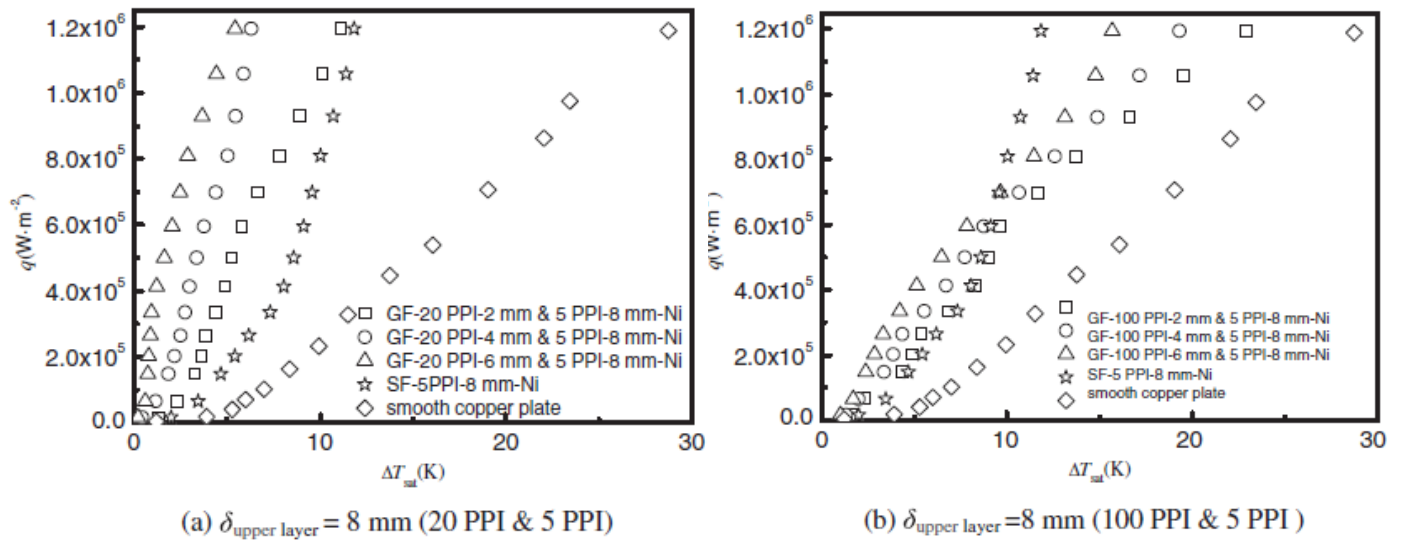 1.2x10⁶
1.0x10⁶
8.0x10⁵
6.0x10⁵
4.0x10⁵
2.0x10⁵
0.0
q(W·m⁻²)
GF-20 PPI-2 mm & 5 PPI-8 mm-Ni
GF-20 PPI-4 mm & 5 PPI-8 mm-Ni
GF-20 PPI-6 mm & 5 PPI-8 mm-Ni
SF-5PPI-8 mm-Ni
smooth copper plate
0 10 20 30
ΔTsat(K)
(a) δupper layer = 8 mm (20 PPI & 5 PPI)
1.2x10⁶
1.0x10⁶
8.0x10⁵
6.0x10⁵
4.0x10⁵
2.0x10⁵
0.0
q(W·m
GF-100 PPI-2 mm & 5 PPI-8 mm-Ni
GF-100 PPI-4 mm & 5 PPI-8 mm-Ni
GF-100 PPI-6 mm & 5 PPI-8 mm-Ni
SF-5 PPI-8 mm-Ni
smooth copper plate
0 10 20 30
ΔTsat(K)
(b) δupper layer =8 mm (100 PPI & 5 PPI )